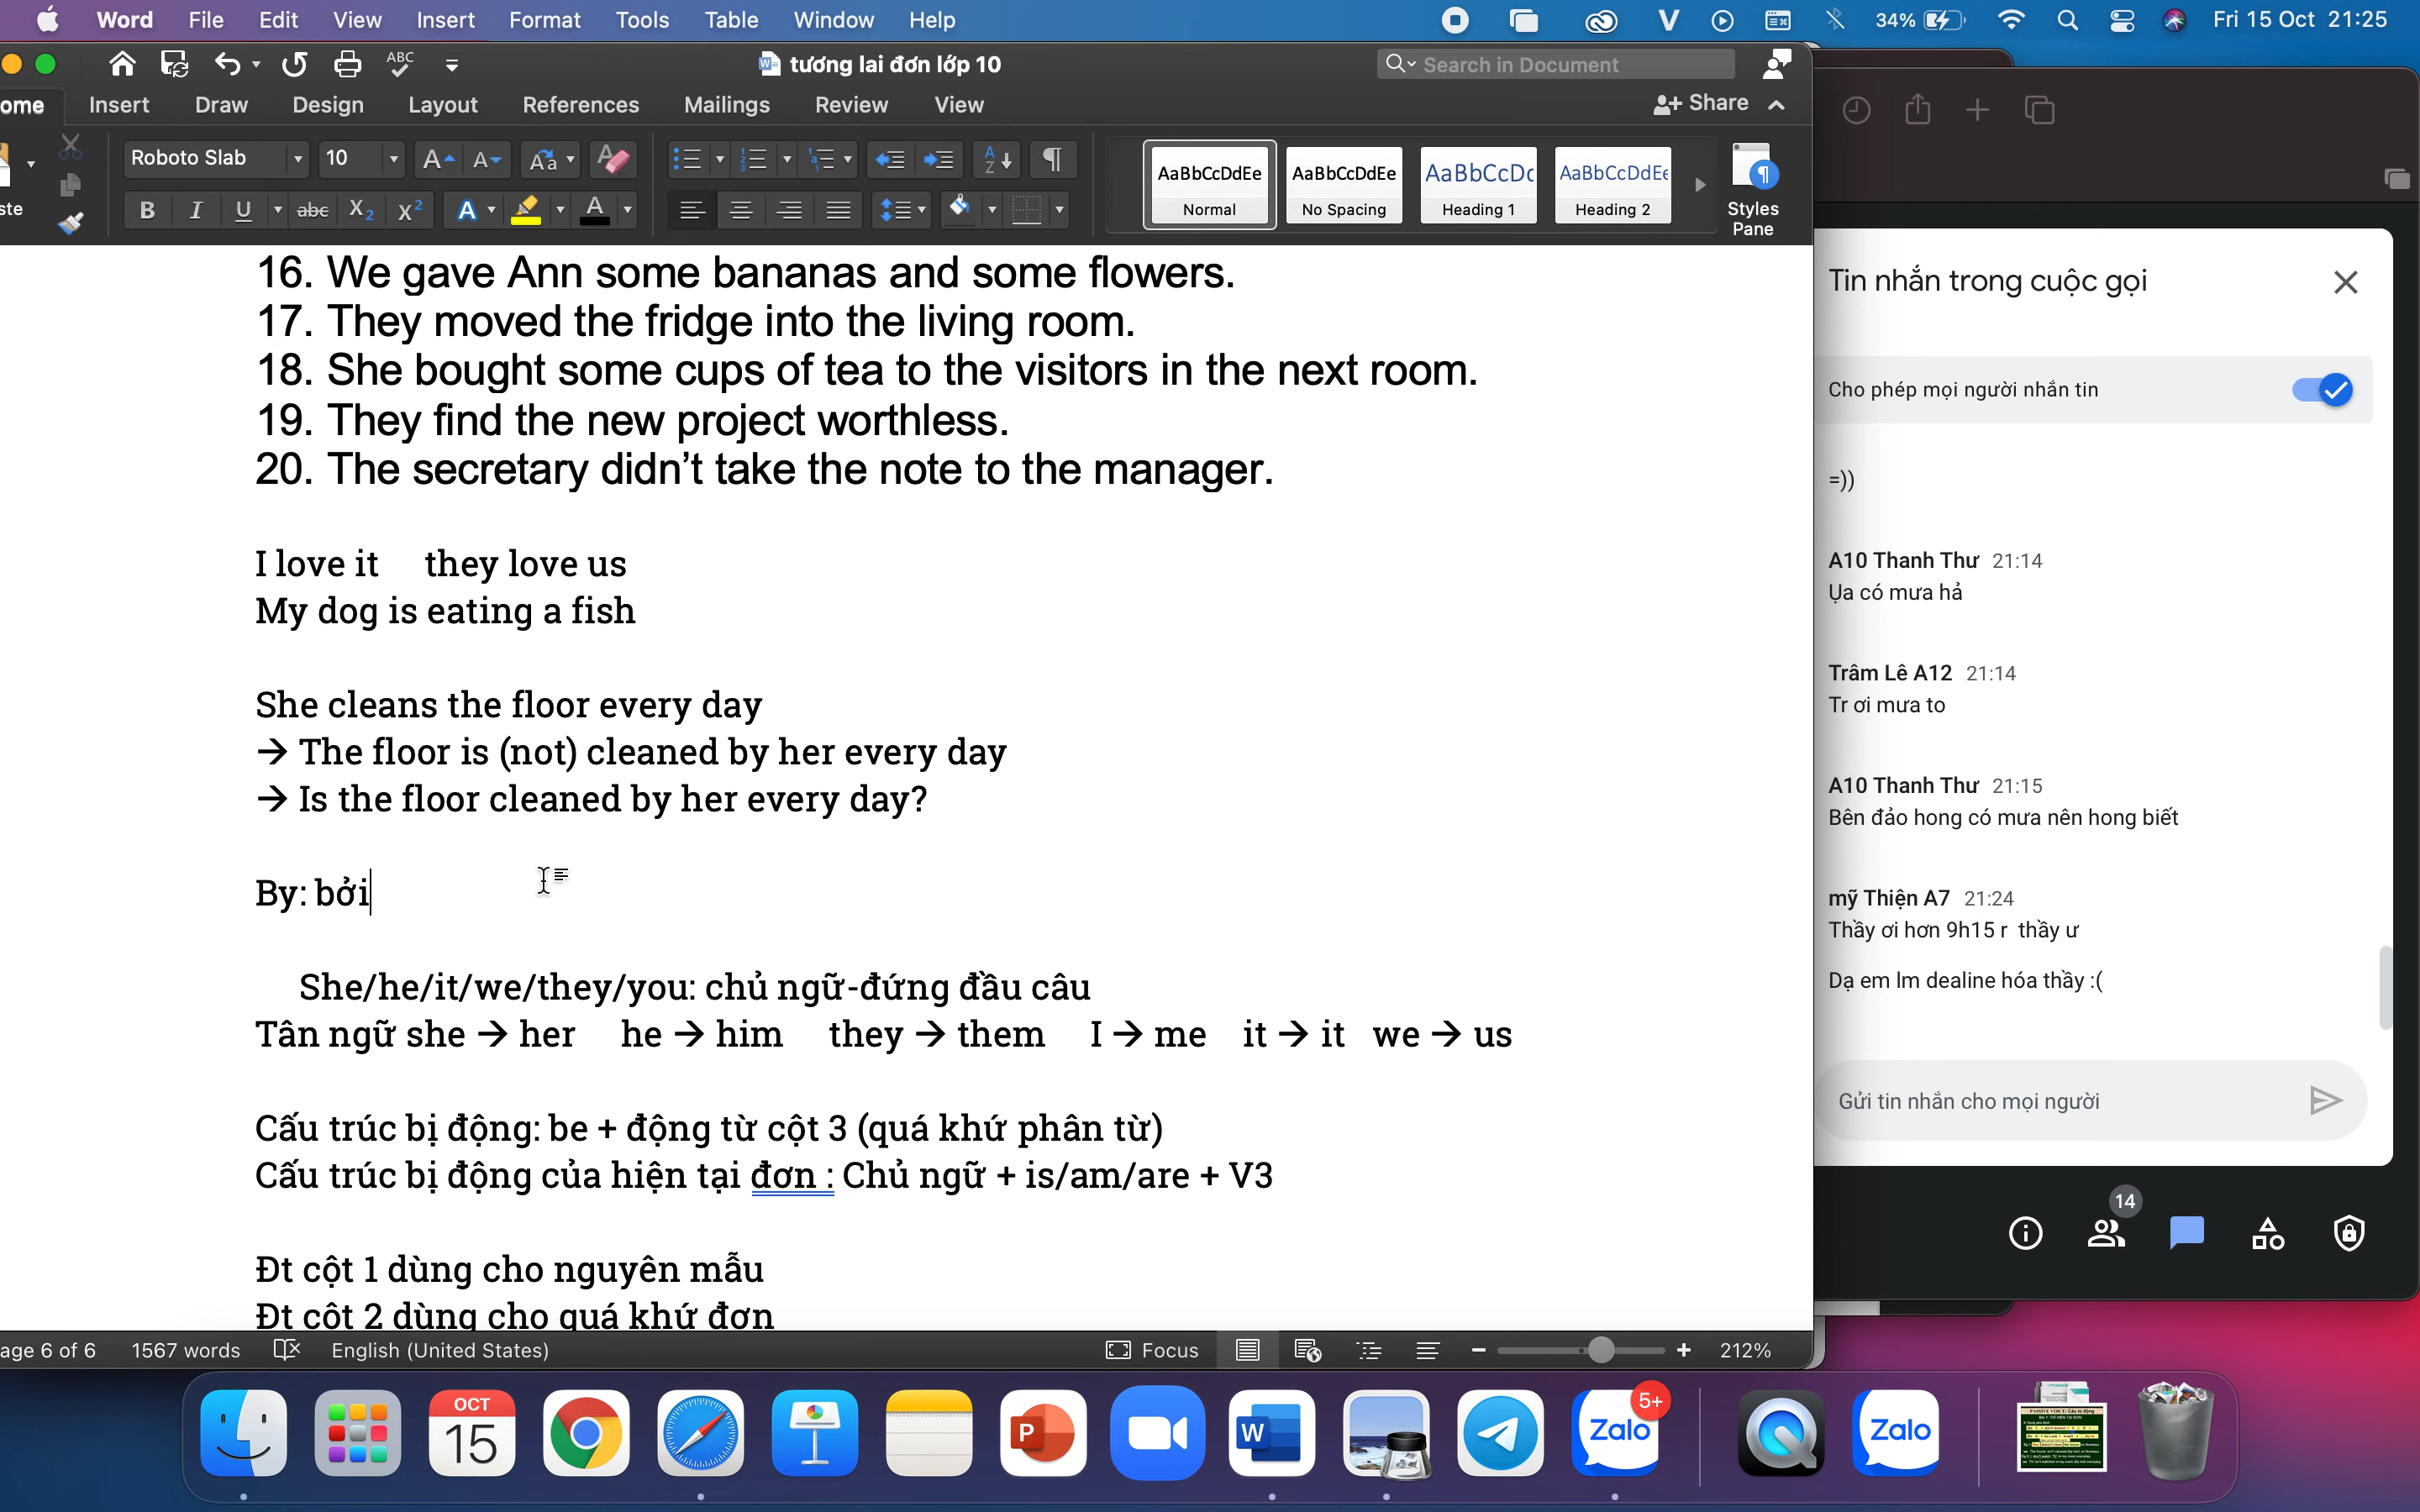 Word File Edit View Insert Format Tools Table Window Help 34% Fri 15 Oct 21:25
ABC tương lai đơn lớp 10 Search in Document
ome Insert Draw Design Layout References Mailings Review View Share
Roboto Slab 10
AaBbCcDdEe AaBbCcDdEe AaBbCcDc AaBbCcDdEe
Normal No Spacing Heading 1 Heading 2
ste
Styles
Pane
16. We gave Ann some bananas and some flowers.
17. They moved the fridge into the living room.
18. She bought some cups of tea to the visitors in the next room.
19. They find the new project worthless.
20. The secretary didn’t take the note to the manager.
I love it they love us
My dog is eating a fish
She cleans the floor every day
→ The floor is (not) cleaned by her every day
→ Is the floor cleaned by her every day?
By: bởi
She/he/it/we/they/you: chủ ngữ-đứng đầu câu
Tân ngữ she → her he → him they → them I → me it → it we → us
Cấu trúc bị động: be + động từ cột 3 (quá khứ phân từ)
Cấu trúc bị động của hiện tại đơn : Chủ ngữ + is/am/are + V3
Đt cột 1 dùng cho nguyên mẫu
Đt cột 2 dùng cho quá khứ đơn
age 6 of 6 1567 words English (United States) Focus 212%
Tin nhắn trong cuộc gọi
Cho phép mọi người nhắn tin
=))
A10 Thanh Thư 21:14
Ụa có mưa hả
Trâm Lê A12 21:14
Tr ơi mưa to
A10 Thanh Thư 21:15
Bên đảo hong có mưa nên hong biết
mỹ Thiện A7 21:24
Thầy ơi hơn 9h15 r thầy ư
Dạ em lm dealine hóa thầy :(
Gửi tin nhắn cho mọi người
14
OCT
15
Zalo
5+
Zalo